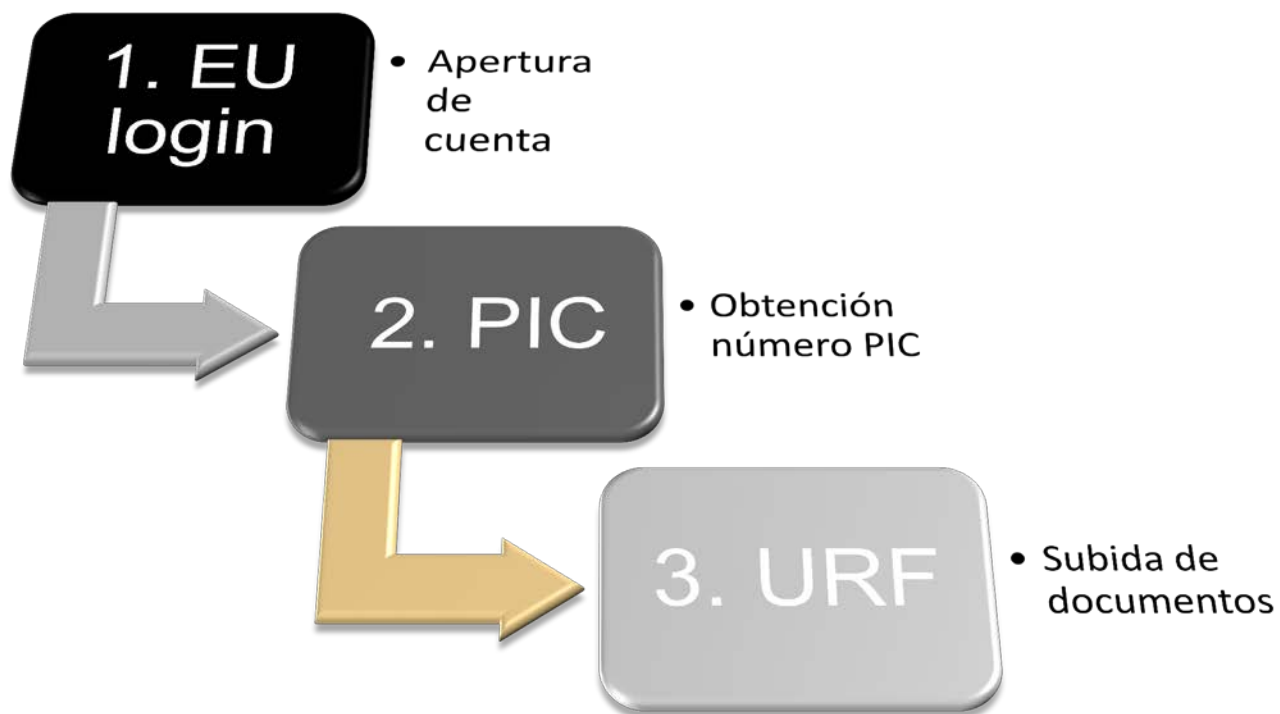 1. EU
login
• Apertura
de
cuenta
2. PIC
• Obtención
número PIC
3. URF
• Subida de
documentos